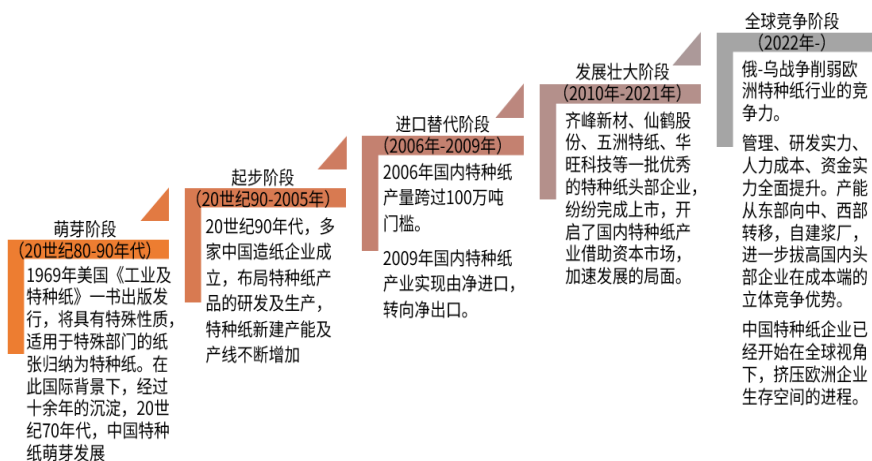 萌芽阶段
（20世纪80-90年代）
1969年美国《工业及
特种纸》一书出版发
行，将具有特殊性质，
适用于特殊部门的纸
张归纳为特种纸。在
此国际背景下，经过
十余年的沉淀，20世
纪70年代，中国特种
纸萌芽发展
起步阶段
（20世纪90-2005年）
20世纪90年代，多
家中国造纸企业成
立，布局特种纸产
品的研发及生产，
特种纸新建产能及
产线不断增加
进口替代阶段
（2006年-2009年）
2006年国内特种纸
产量跨过100万吨
门槛。
2009年国内特种纸
产业实现由净进口，
转向净出口。
发展壮大阶段
（2010年-2021年）
齐峰新材、仙鹤股
份、五洲特纸、华
旺科技等一批优秀
的特种纸头部企业，
纷纷完成上市，开
启了国内特种纸产
业借助资本市场，
加速发展的局面。
全球竞争阶段
（2022年-）
俄-乌战争削弱欧
洲特种纸行业的竞
争力。
管理、研发实力、
人力成本、资金实
力全面提升。产能
从东部向中、西部
转移，自建浆厂，
进一步拔高国内头
部企业在成本端的
立体竞争优势。
中国特种纸企业已
经开始在全球视角
下，挤压欧洲企业
生存空间的进程。